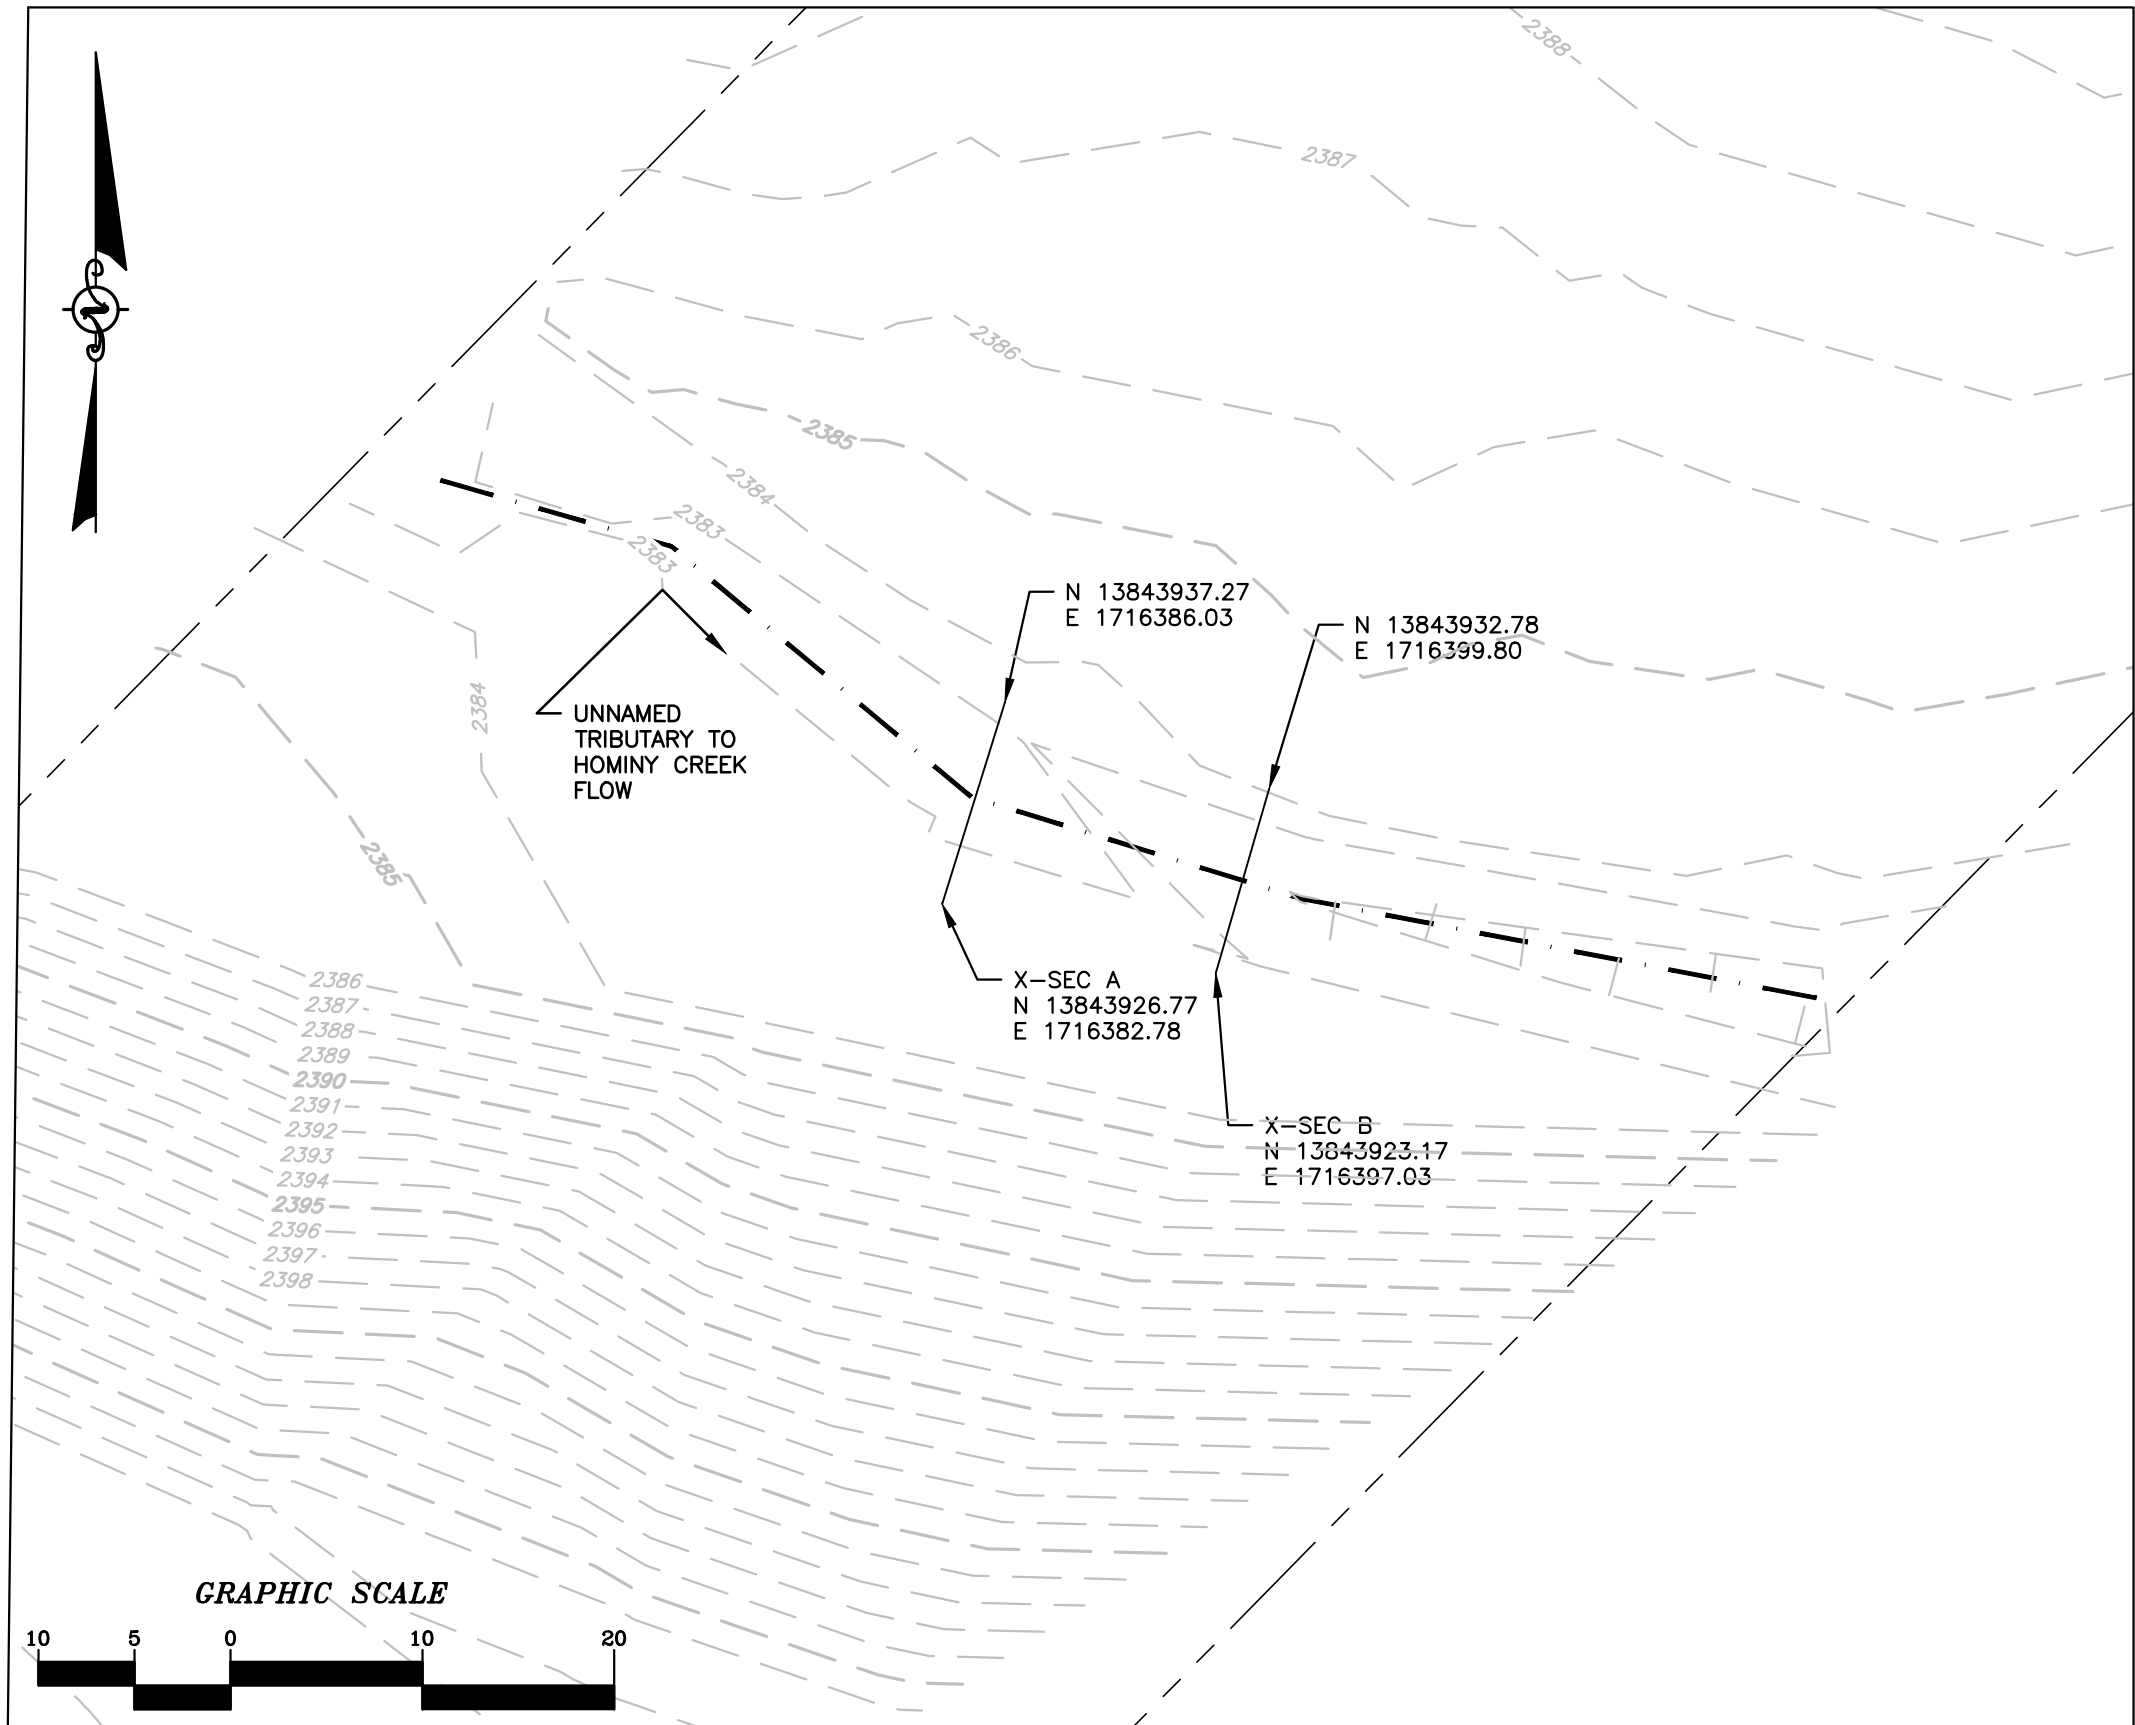 2388
2387
2386
2385
2384
2383
2383
N 13843937.27
E 1716386.03
N 13843932.78
E 1716399.80
2384
UNNAMED
TRIBUTARY TO
HOMINY CREEK
FLOW
2385
X-SEC A
N 13843926.77
E 1716382.78
X-SEC B
N 13843923.17
E 1716397.03
2386
2387
2388
2389
2390
2391
2392
2393
2394
2395
2396
2397
2398
GRAPHIC SCALE
10 5 0 10 20